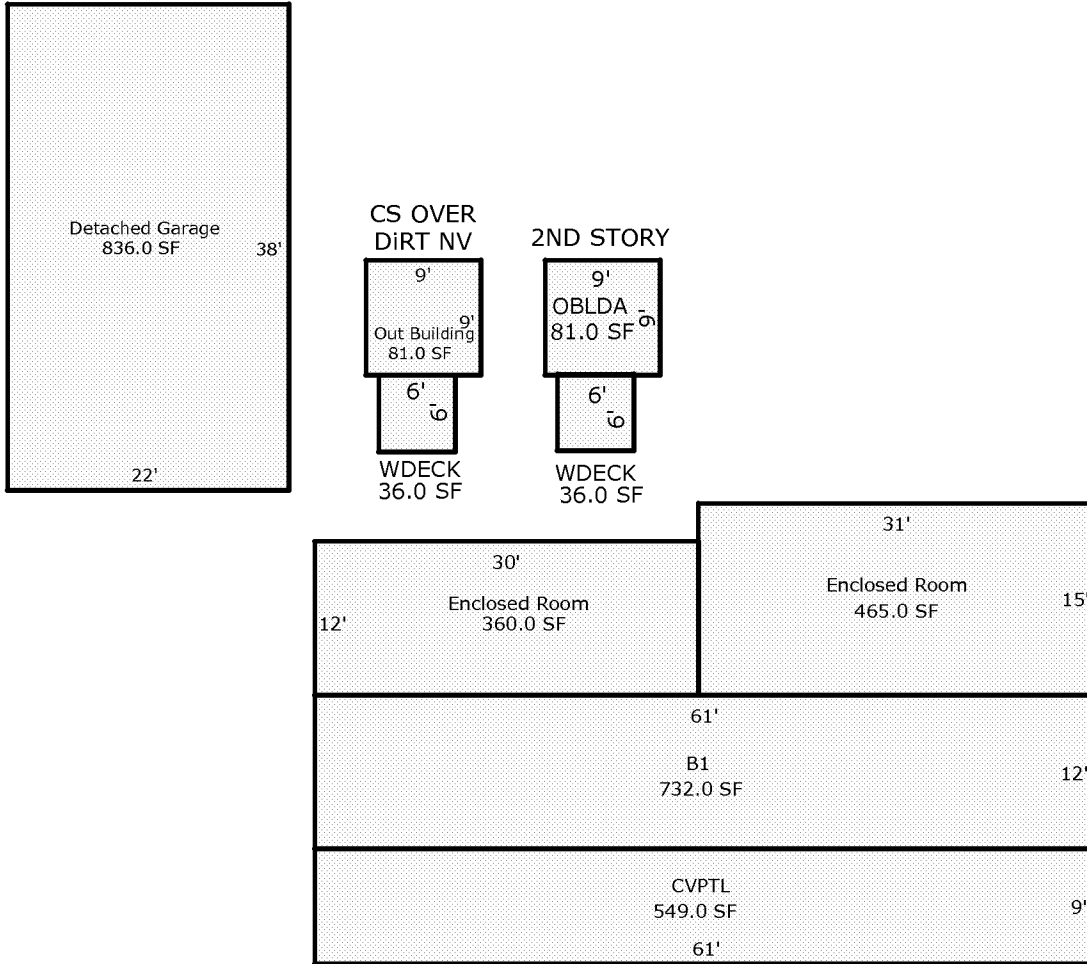 Detached Garage
836.0 SF
38'
22'
CS OVER
DiRT NV
9'
9'
Out Building
81.0 SF
6'
6'
WDECK
36.0 SF
2ND STORY
9'
OBLDA
9'
81.0 SF
6'
6'
WDECK
36.0 SF
30'
Enclosed Room
360.0 SF
12'
31'
Enclosed Room
465.0 SF
15'
61'
B1
732.0 SF
12'
CVPTL
549.0 SF
9'
61'